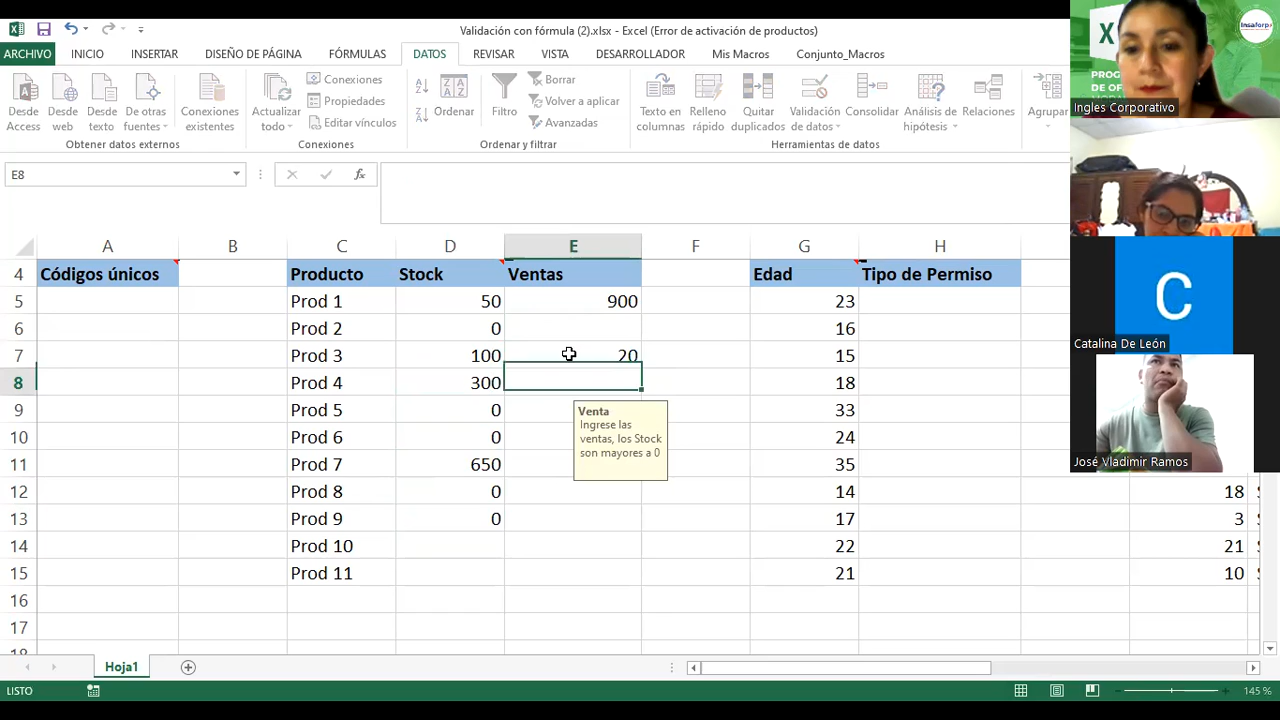 Validación con fórmula (2).xlsx - Excel (Error de activación de productos)
ARCHIVO INICIO INSERTAR DISEÑO DE PÁGINA FÓRMULAS DATOS REVISAR VISTA DESARROLLADOR Mis Macros Conjunto_Macros
Desde Access
Desde web
Desde texto
De otras fuentes
Conexiones existentes
Actualizar todo
Conexiones
Propiedades
Editar vínculos
Ordenar
Filtro
Borrar
Volver a aplicar
Avanzadas
Texto en columnas
Relleno rápido
Quitar duplicados
Validación de datos
Consolidar
Análisis de hipótesis
Relaciones
Agrupar
Obtener datos externos Conexiones Ordenar y filtrar Herramientas de datos
E8 fx
A B C D E F G H
4 Códigos únicos Producto Stock Ventas Edad Tipo de Permiso
5 Prod 1 50 900 23
6 Prod 2 0 16
7 Prod 3 100 20 15
8 Prod 4 300 18
9 Prod 5 0 33
10 Prod 6 0 24
11 Prod 7 650 35
12 Prod 8 0 14 18
13 Prod 9 0 17 3
14 Prod 10 22 21
15 Prod 11 21 10
16
17
Venta
Ingrese las
ventas, los Stock
son mayores a 0
Hoja1
LISTO 145 %
X
Insaforp
PROG
DE OF
Ingles Corporativo
C
Catalina De León
José Vladimir Ramos